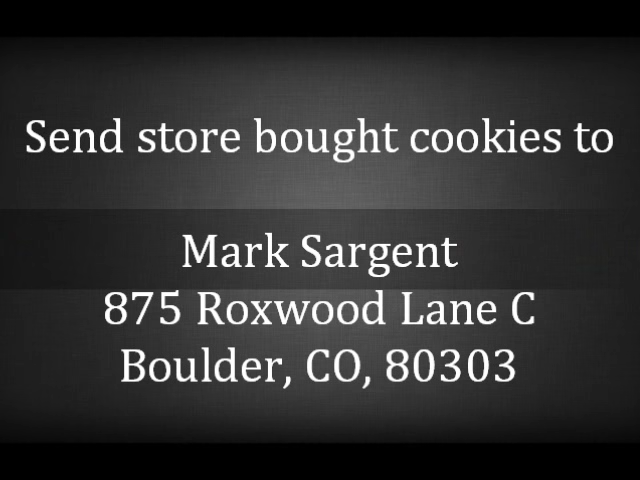 Send store bought cookies to
Mark Sargent
875 Roxwood Lane C
Boulder, CO, 80303